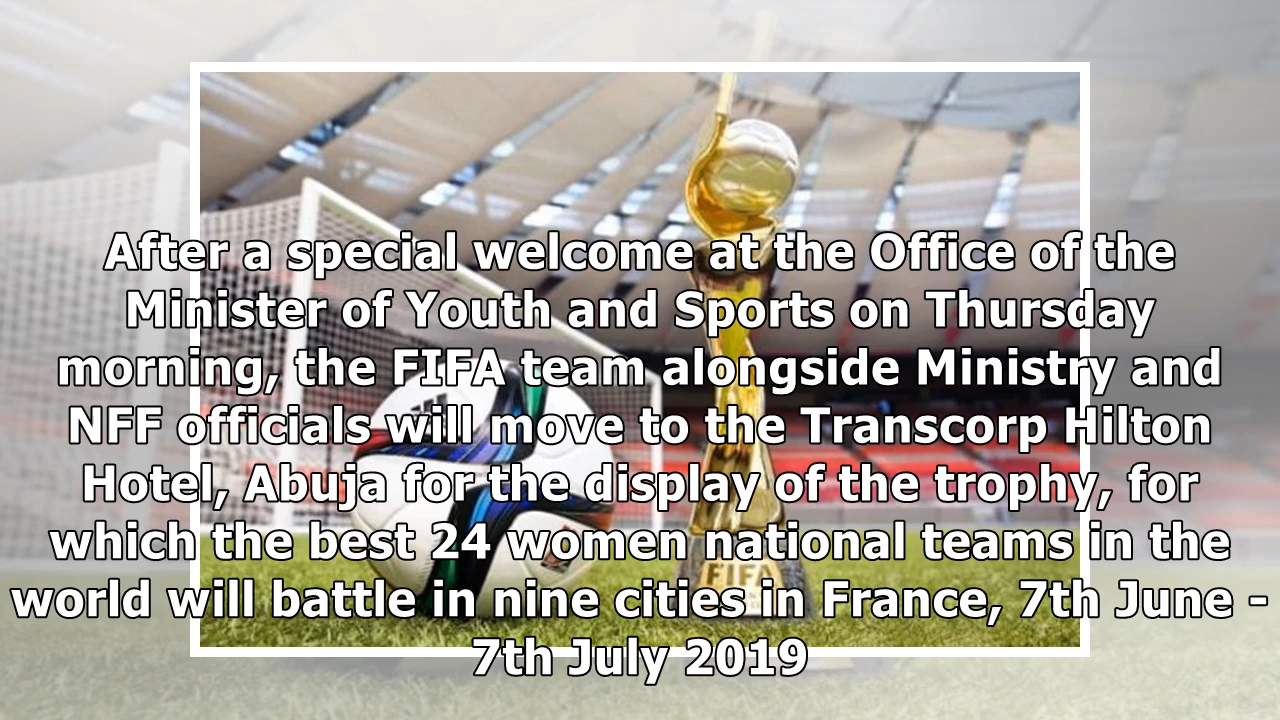 After a special welcome at the Office of the
Minister of Youth and Sports on Thursday
morning, the FIFA team alongside Ministry and
NFF officials will move to the Transcorp Hilton
Hotel, Abuja for the display of the trophy, for
which the best 24 women national teams in the
world will battle in nine cities in France, 7th June -
7th July 2019
FIFA